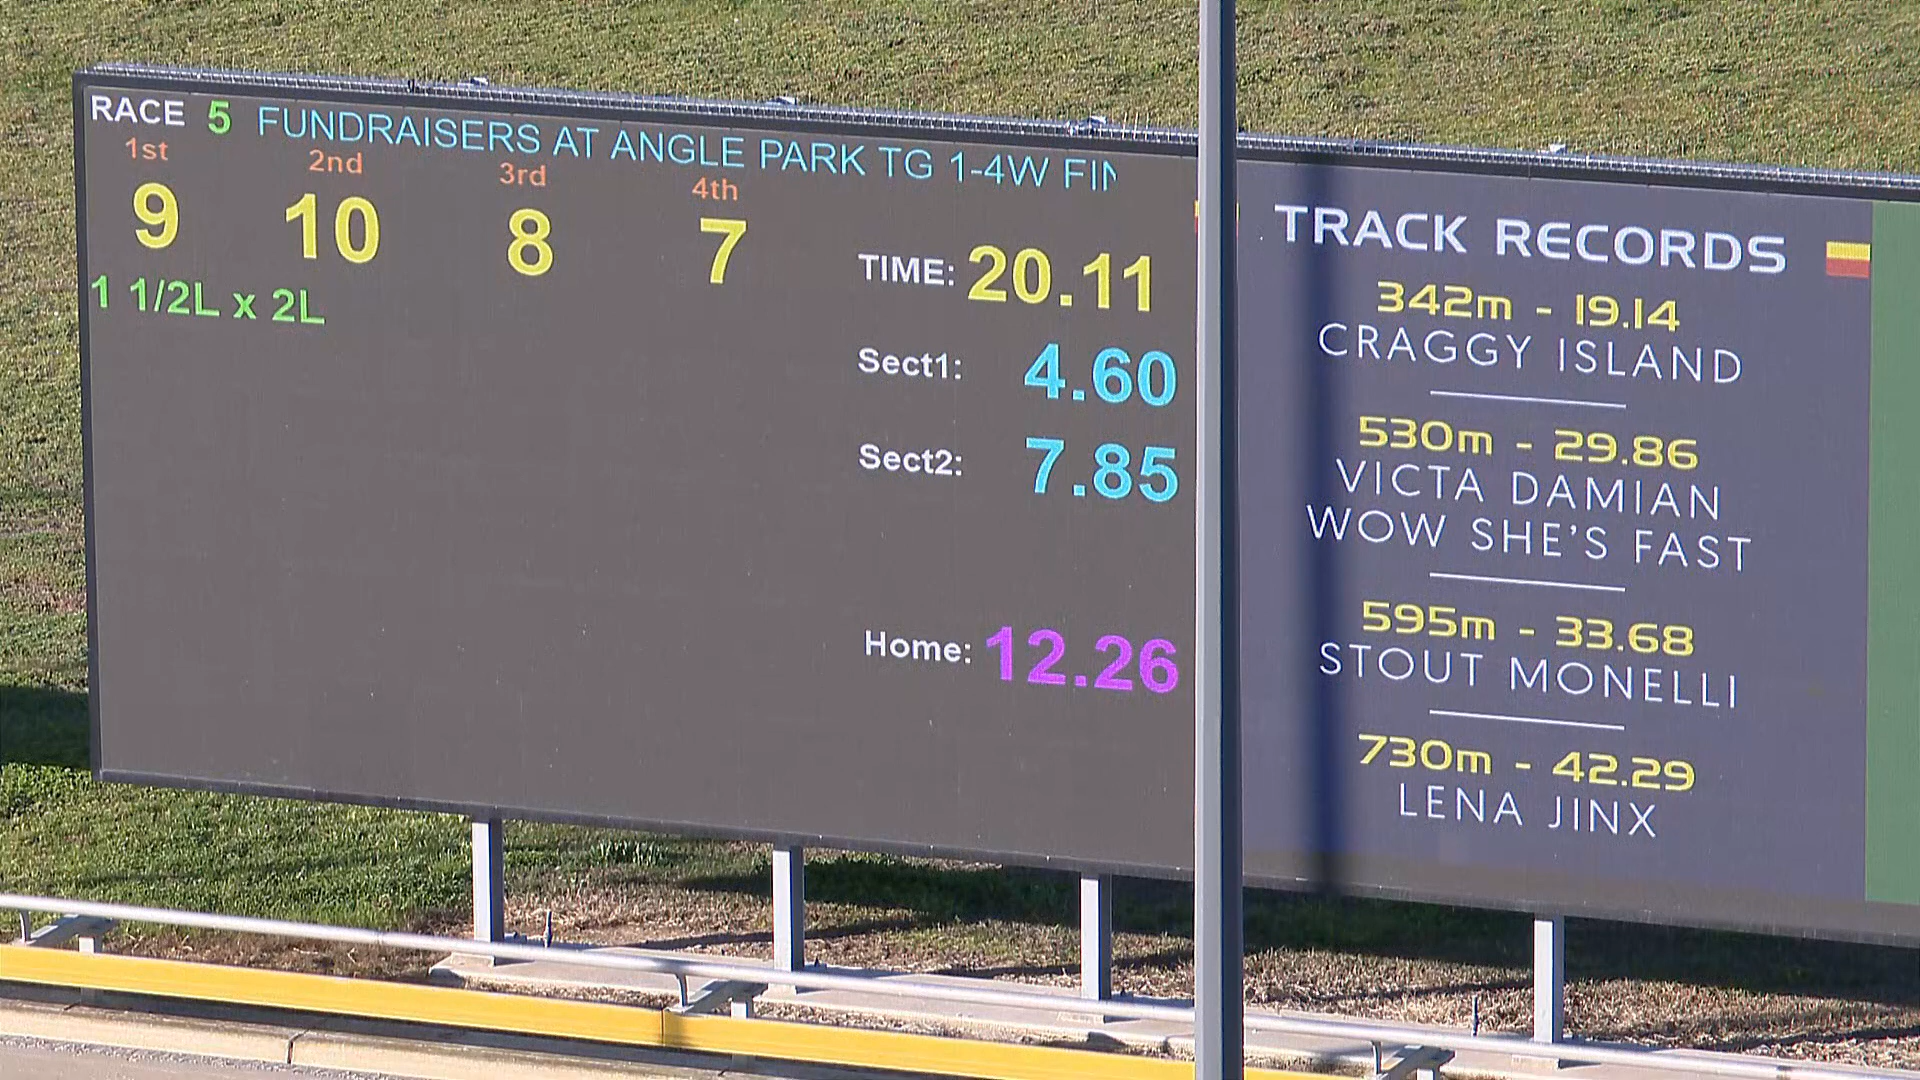 RACE 5 FUNDRAISERS AT ANGLE PARK TG 1-4W FIN
1st 2nd 3rd 4th
9 10 8 7
1 1/2L x 2L
TIME: 20.11
Sect1: 4.60
Sect2: 7.85
Home: 12.26
TRACK RECORDS
342m - 19.14
CRAGGY ISLAND
530m - 29.86
VICTA DAMIAN
WOW SHE'S FAST
595m - 33.68
STOUT MONELLI
730m - 42.29
LENA JINX